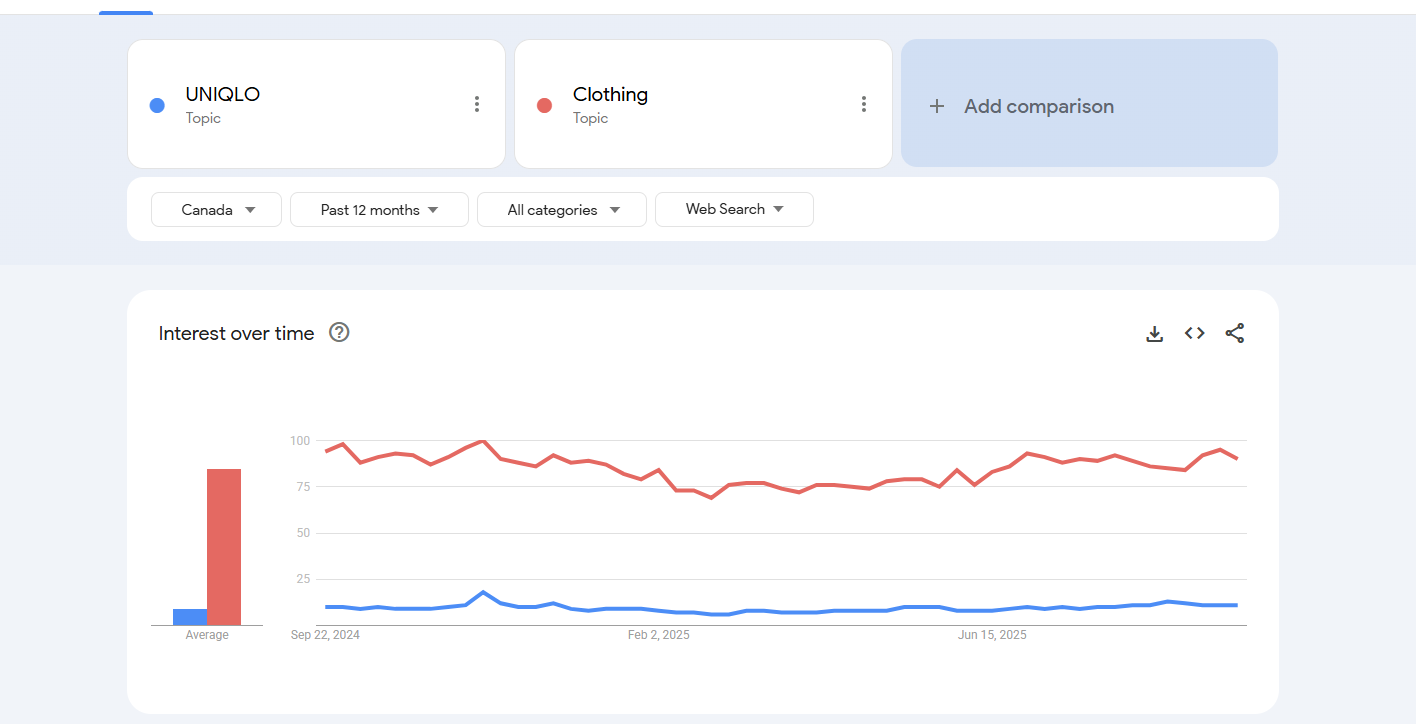 UNIQLO
Topic
Clothing
Topic
+ Add comparison
Canada
Past 12 months
All categories
Web Search
Interest over time
100
75
50
25
Average
Sep 22, 2024
Feb 2, 2025
Jun 15, 2025